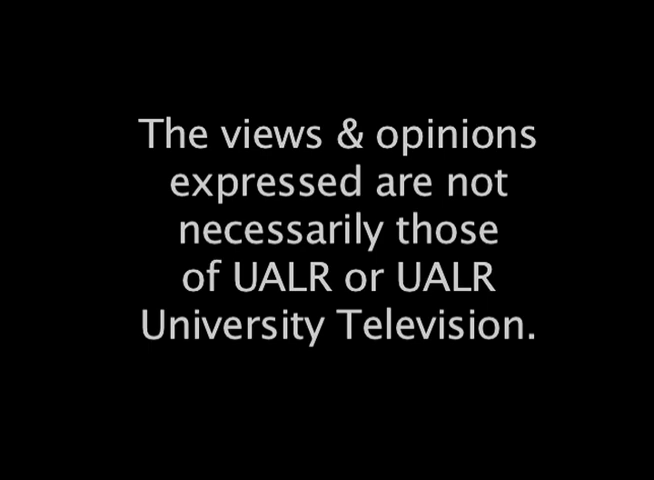 The views & opinions
expressed are not
necessarily those
of UALR or UALR
University Television.